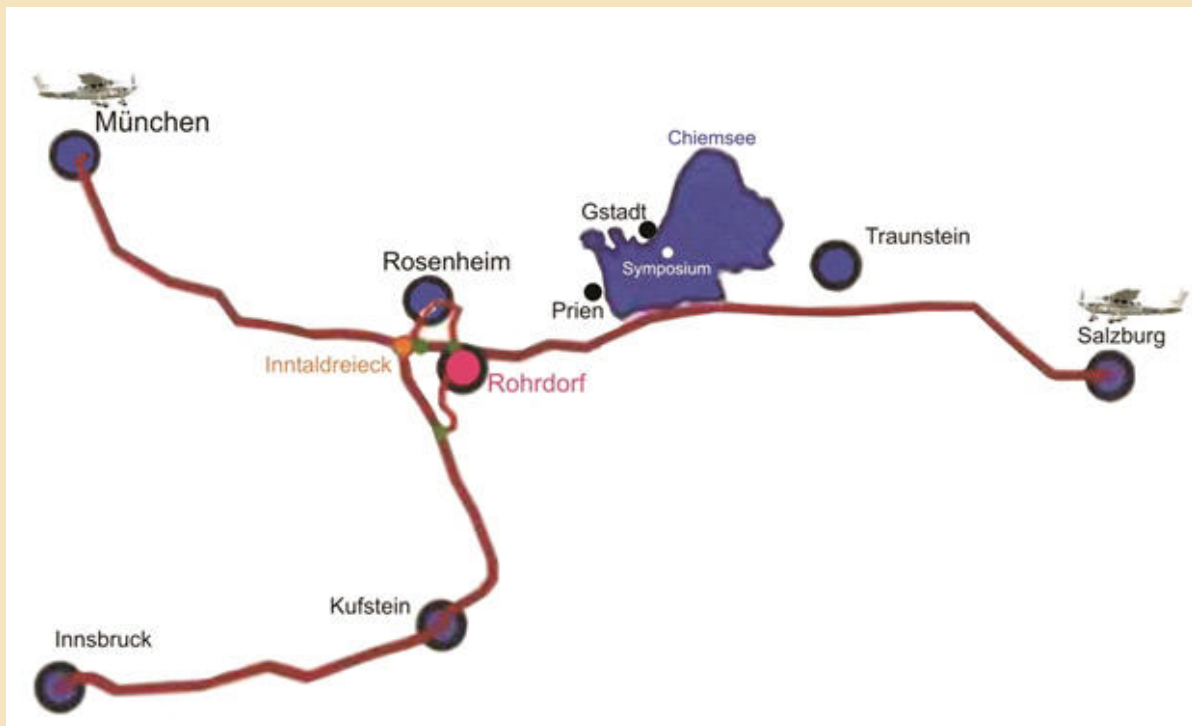 München
Chiemsee
Gstadt
Traunstein
Rosenheim
Symposium
Prien
Salzburg
Inntaldreieck
Rohrdorf
Kufstein
Innsbruck